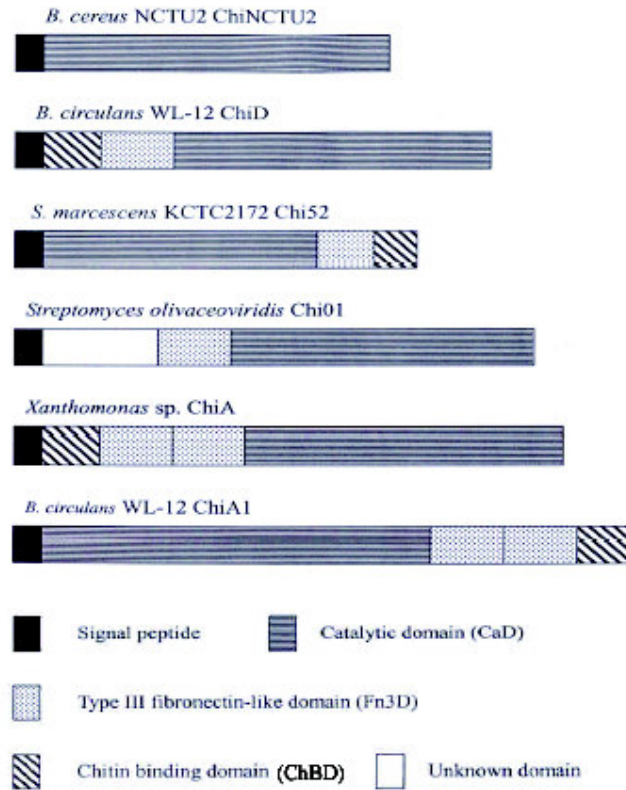 B. cereus NCTU2 ChiNCTU2
B. circulans WL-12 ChiD
S. marcescens KCTC2172 Chi52
Streptomyces olivaceoviridis Chi01
Xanthomonas sp. ChiA
B. circulans WL-12 ChiA1
Signal peptide Catalytic domain (CaD)
Type III fibronectin-like domain (Fn3D)
Chitin binding domain (ChBD) Unknown domain